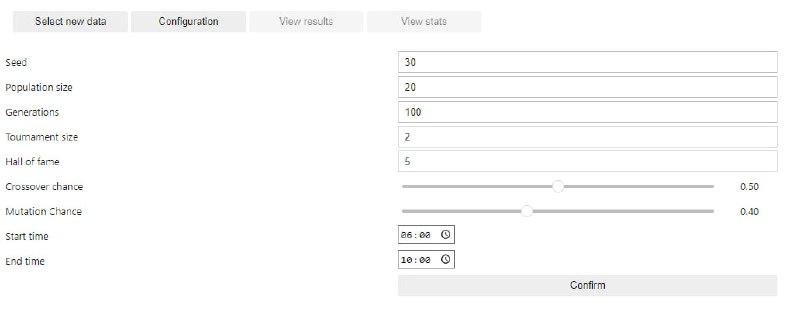 Select new data Configuration View results View stats
Seed 30
Population size 20
Generations 100
Tournament size 2
Hall of fame 5
Crossover chance 0.50
Mutation Chance 0.40
Start time 06:00
End time 10:00
Confirm